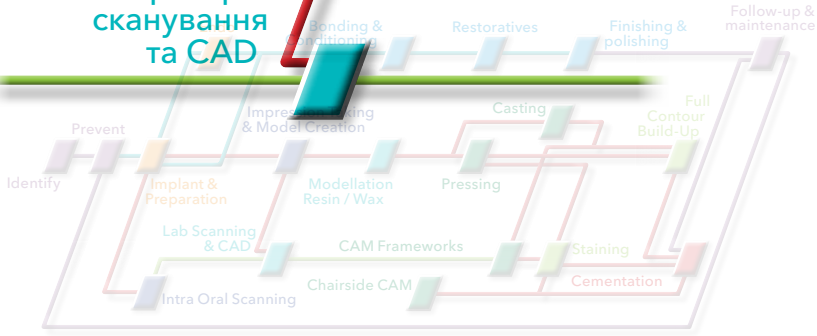 сканування
та CAD
Bonding &
Conditioning
Restoratives
Finishing &
polishing
Follow-up &
maintenance
Casting
Full
Contour
Build-Up
Prevent
& Model Creation
Identify
Implant &
Preparation
Modellation
Resin / Wax
Pressing
Lab Scanning
& CAD
CAM Frameworks
Staining
Cementation
Chairside CAM
Intra Oral Scanning